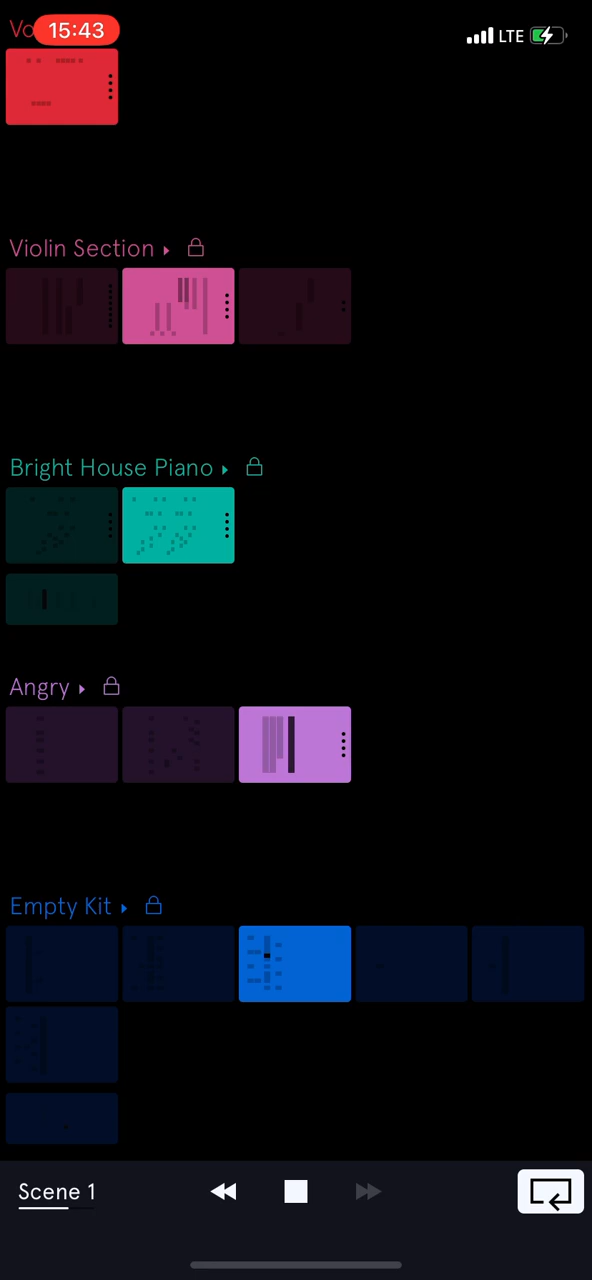 15:43
LTE
Violin Section
Bright House Piano
Angry
Empty Kit
Scene 1